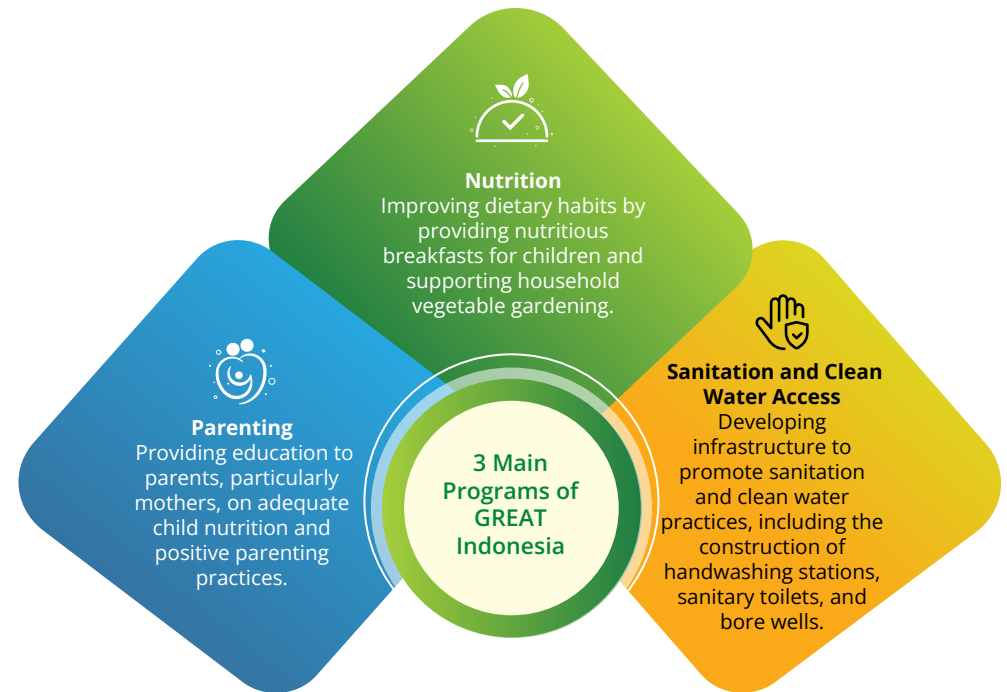 Nutrition
Improving dietary habits by
providing nutritious
breakfasts for children and
supporting household
vegetable gardening.
Parenting
Providing education to
parents, particularly
mothers, on adequate
child nutrition and
positive parenting
practices.
3 Main
Programs of
GREAT
Indonesia
Sanitation and Clean
Water Access
Developing
infrastructure to
promote sanitation
and clean water
practices, including the
construction of
handwashing stations,
sanitary toilets, and
bore wells.